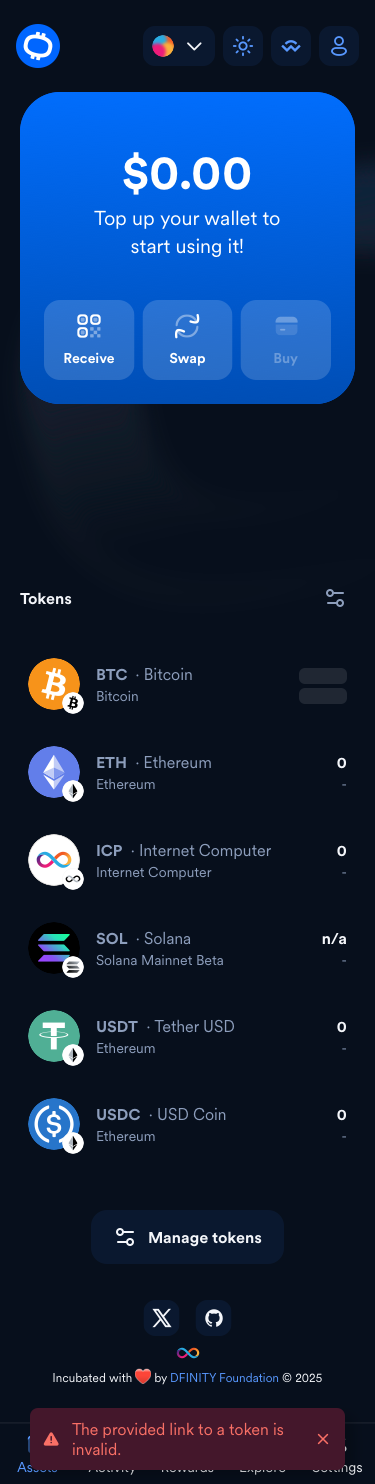 $0.00
Top up your wallet to
start using it!
Receive
Swap
Buy
Tokens
BTC · Bitcoin
Bitcoin
ETH · Ethereum
0
Ethereum
-
ICP · Internet Computer
0
Internet Computer
-
SOL · Solana
n/a
Solana Mainnet Beta
-
USDT · Tether USD
0
Ethereum
-
USDC · USD Coin
0
Ethereum
-
Manage tokens
Incubated with ❤️ by DFINITY Foundation © 2025
The provided link to a token is
invalid.
Assets
Activity
Rewards
Explore
Settings